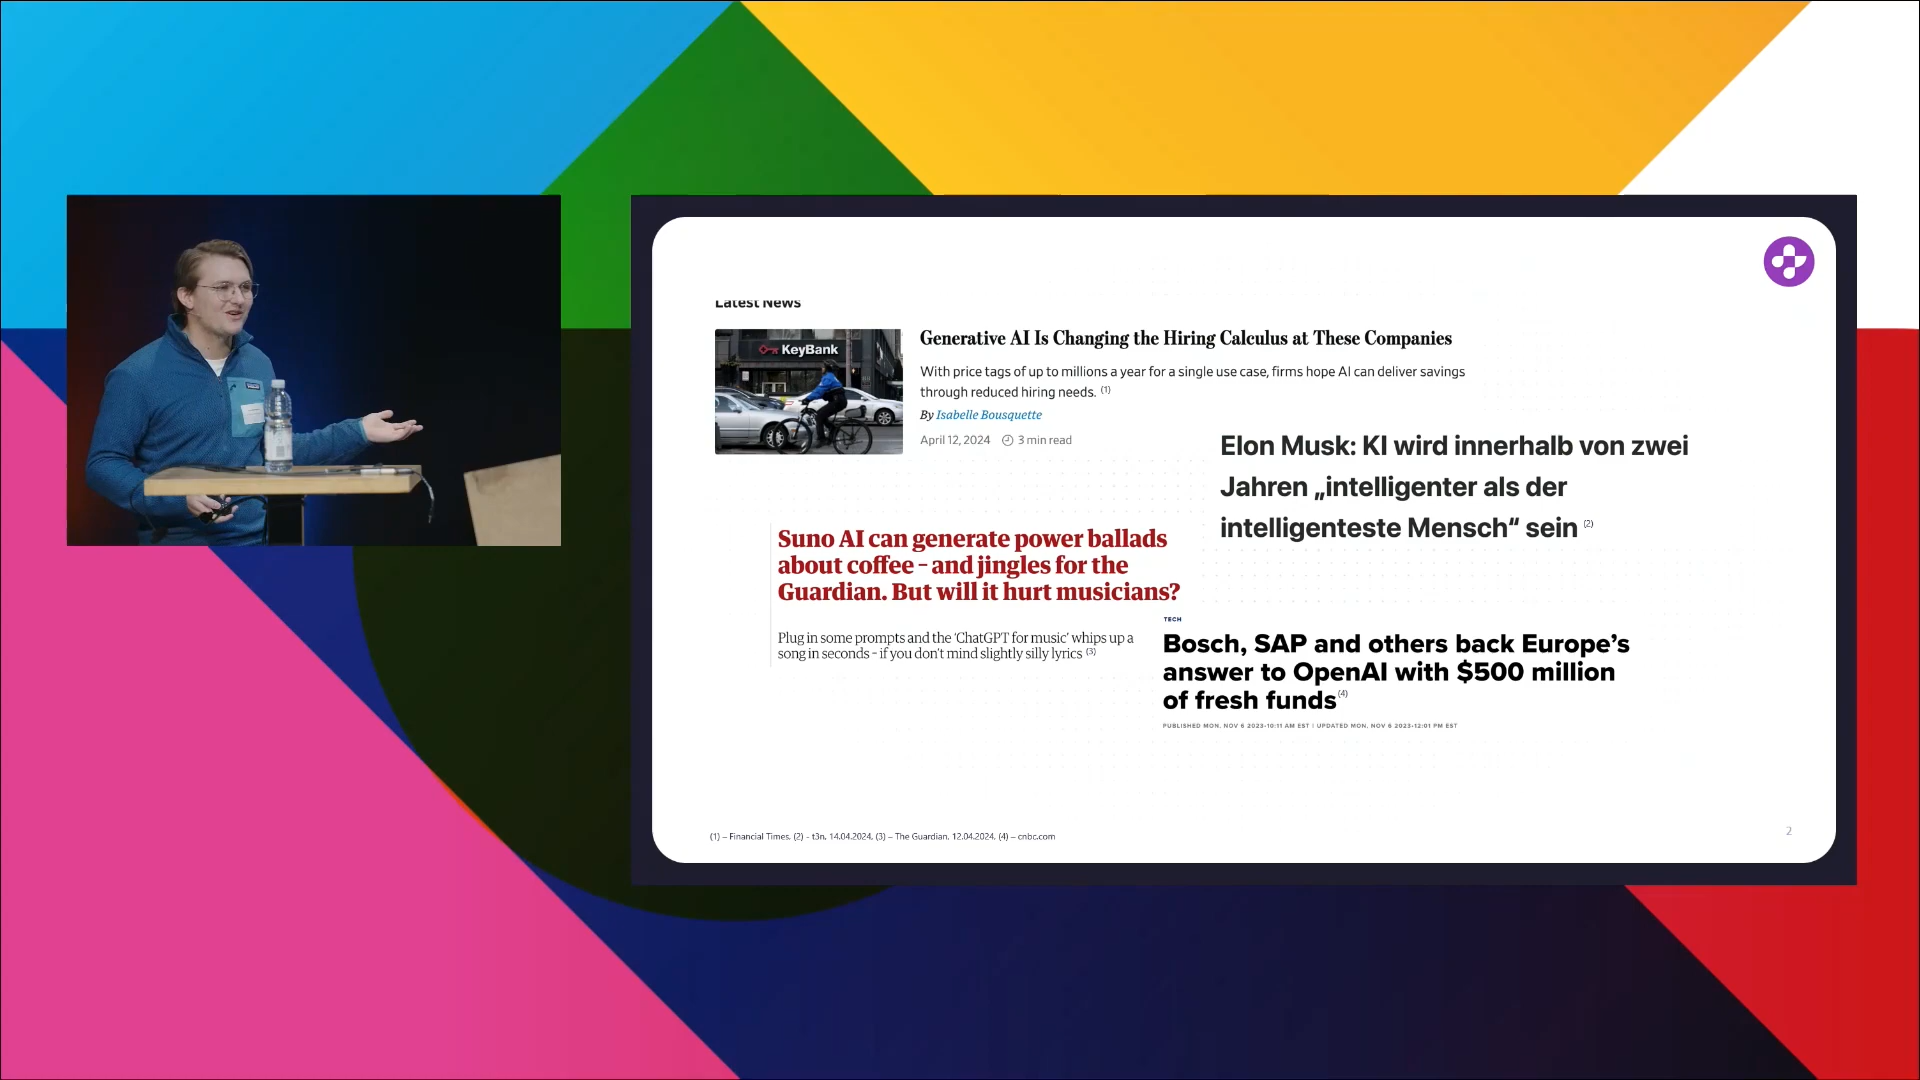 Latest News
KeyBank
Generative AI Is Changing the Hiring Calculus at These Companies
With price tags of up to millions a year for a single use case, firms hope AI can deliver savings
through reduced hiring needs. (1)
By Isabelle Bousquette
April 12, 2024 3 min read
Elon Musk: KI wird innerhalb von zwei
Jahren „intelligenter als der
intelligenteste Mensch“ sein (2)
Suno AI can generate power ballads
about coffee – and jingles for the
Guardian. But will it hurt musicians?
Plug in some prompts and the ‘ChatGPT for music’ whips up a
song in seconds – if you don’t mind slightly silly lyrics (3)
TECH
Bosch, SAP and others back Europe’s
answer to OpenAI with $500 million
of fresh funds (4)
PUBLISHED MON, NOV 6 2023-10:11 AM EST | UPDATED MON, NOV 6 2023-12:01 PM EST
(1) – Financial Times, (2) - t3n, 14.04.2024, (3) – The Guardian, 12.04.2024, (4) – cnbc.com
2